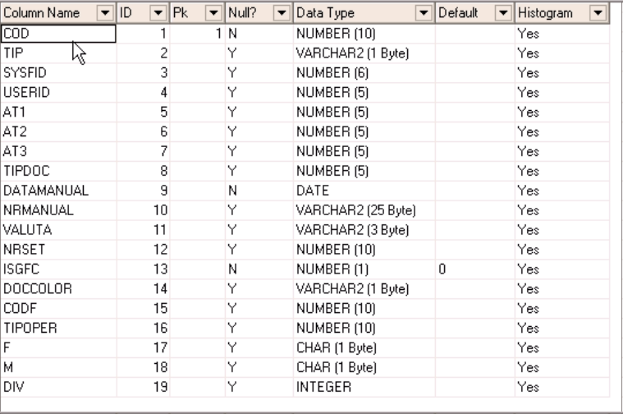 Column Name ID Pk Null? Data Type Default Histogram
COD 1 1 N NUMBER (10) Yes
TIP 2 Y VARCHAR2 (1 Byte) Yes
SYSFID 3 Y NUMBER (6) Yes
USERID 4 Y NUMBER (5) Yes
AT1 5 Y NUMBER (5) Yes
AT2 6 Y NUMBER (5) Yes
AT3 7 Y NUMBER (5) Yes
TIPDOC 8 Y NUMBER (5) Yes
DATAMANUAL 9 N DATE Yes
NRMANUAL 10 Y VARCHAR2 (25 Byte) Yes
VALUTA 11 Y VARCHAR2 (3 Byte) Yes
NRSET 12 Y NUMBER (10) Yes
ISGFC 13 N NUMBER (1) 0 Yes
DOCCOLOR 14 Y VARCHAR2 (1 Byte) Yes
CODF 15 Y NUMBER (10) Yes
TIPOPER 16 Y NUMBER (10) Yes
F 17 Y CHAR (1 Byte) Yes
M 18 Y CHAR (1 Byte) Yes
DIV 19 Y INTEGER Yes